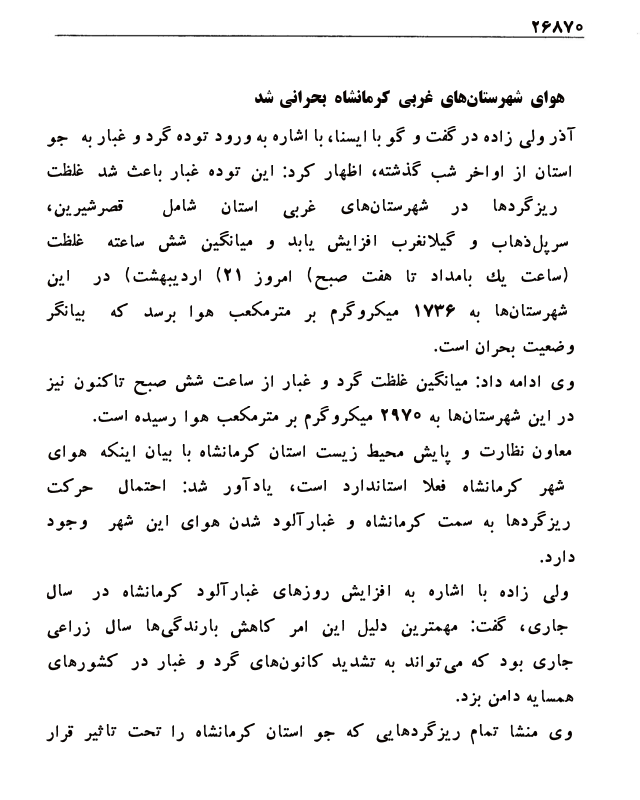 ۲۶۸۷۰
هوای شهرستان‌های غربی کرمانشاه بحرانی شد
آذر ولی زاده در گفت و گو با ایسنا، با اشاره به ورود توده گرد و غبار به جو
استان از اواخر شب گذشته، اظهار کرد: این توده غبار باعث شد غلظت
ریزگردها در شهرستان‌های غربی استان شامل قصرشیرین،
سرپل‌ذهاب و گیلانغرب افزایش یابد و میانگین شش ساعته غلظت
(ساعت یك بامداد تا هفت صبح) امروز ۲۱) اردیبهشت) در این
شهرستان‌ها به ۱۷۳۶ میکروگرم بر مترمکعب هوا برسد که بیانگر
وضعیت بحران است.
وی ادامه داد: میانگین غلظت گرد و غبار از ساعت شش صبح تاکنون نیز
در این شهرستان‌ها به ۲۹۷۰ میکروگرم بر مترمکعب هوا رسیده است.
معاون نظارت و پایش محیط زیست استان کرمانشاه با بیان اینکه هوای
شهر کرمانشاه فعلا استاندارد است، یادآور شد: احتمال حرکت
ریزگردها به سمت کرمانشاه و غبارآلود شدن هوای این شهر وجود
دارد.
ولی زاده با اشاره به افزایش روزهای غبارآلود کرمانشاه در سال
جاری، گفت: مهمترین دلیل این امر کاهش بارندگی‌ها سال زراعی
جاری بود که می‌تواند به تشدید کانون‌های گرد و غبار در کشورهای
همسایه دامن بزد.
وی منشا تمام ریزگردهایی که جو استان کرمانشاه را تحت تاثیر قرار